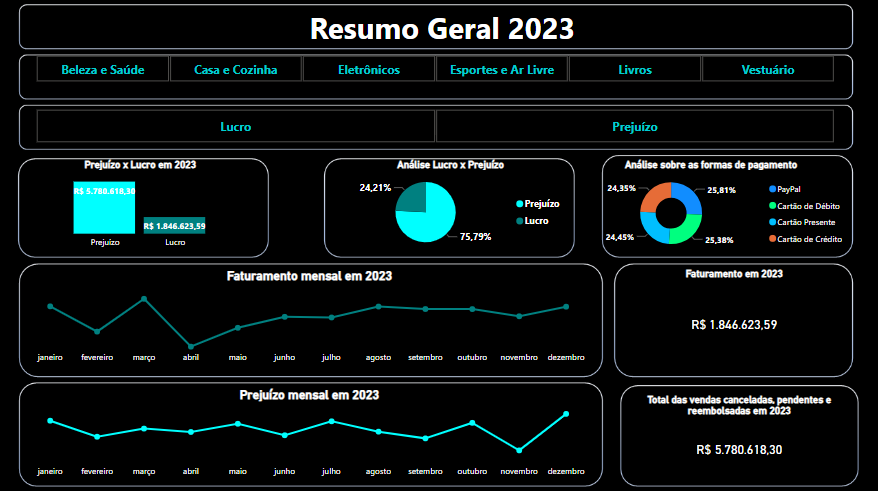 Resumo Geral 2023
Beleza e Saúde
Casa e Cozinha
Eletrônicos
Esportes e Ar Livre
Livros
Vestuário
Lucro
Prejuízo
Prejuízo x Lucro em 2023
R$ 5.780.618,30
R$ 1.846.623,59
Prejuízo
Lucro
Análise Lucro x Prejuízo
24,21%
75,79%
Prejuízo
Lucro
Análise sobre as formas de pagamento
24,35%
25,81%
24,45%
25,38%
PayPal
Cartão de Débito
Cartão Presente
Cartão de Crédito
Faturamento mensal em 2023
janeiro
fevereiro
março
abril
maio
junho
julho
agosto
setembro
outubro
novembro
dezembro
Faturamento em 2023
R$ 1.846.623,59
Prejuízo mensal em 2023
janeiro
fevereiro
março
abril
maio
junho
julho
agosto
setembro
outubro
novembro
dezembro
Total das vendas canceladas, pendentes e
reembolsadas em 2023
R$ 5.780.618,30